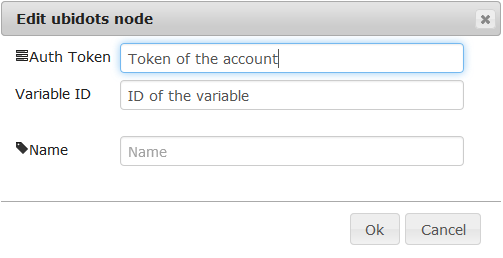 Edit ubidots node
Auth Token Token of the account
Variable ID ID of the variable
Name Name
Ok Cancel